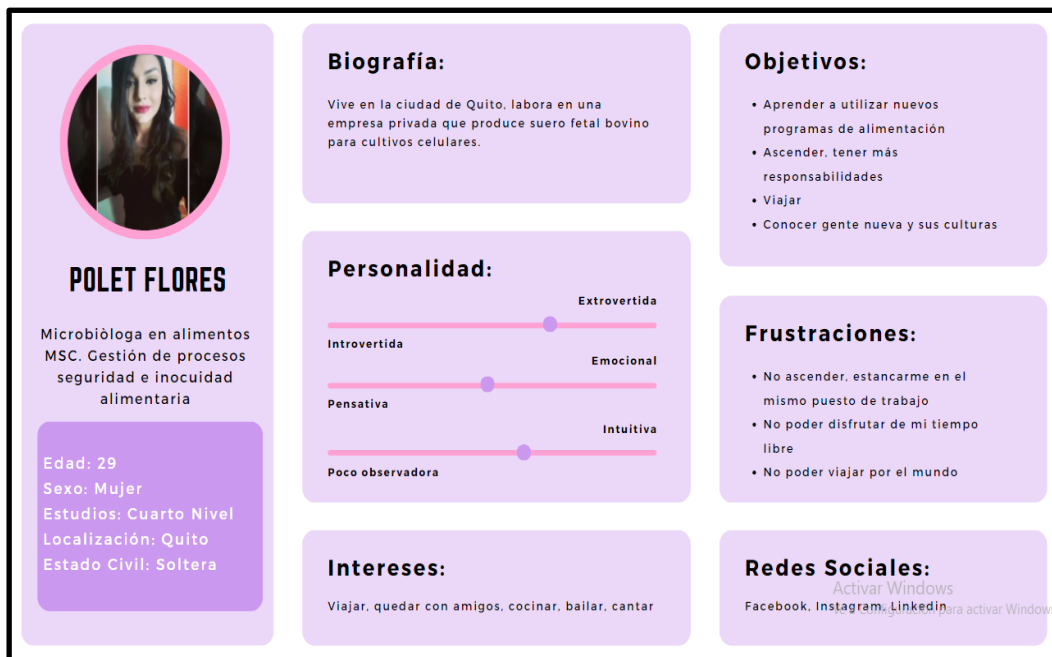 POLET FLORES
Microbiòloga en alimentos
MSC. Gestión de procesos
seguridad e inocuidad
alimentaria
Edad: 29
Sexo: Mujer
Estudios: Cuarto Nivel
Localización: Quito
Estado Civil: Soltera
Biografía:
Vive en la ciudad de Quito, labora en una
empresa privada que produce suero fetal bovino
para cultivos celulares.
Personalidad:
Extrovertida
Introvertida
Emocional
Pensativa
Intuitiva
Poco observadora
Intereses:
Viajar, quedar con amigos, cocinar, bailar, cantar
Objetivos:
• Aprender a utilizar nuevos
programas de alimentación
• Ascender, tener más
responsabilidades
• Viajar
• Conocer gente nueva y sus culturas
Frustraciones:
• No ascender, estancarme en el
mismo puesto de trabajo
• No poder disfrutar de mi tiempo
libre
• No poder viajar por el mundo
Redes Sociales:
Facebook, Instagram, Linkedin
Activar Windows
Ve a Configuración para activar Windows